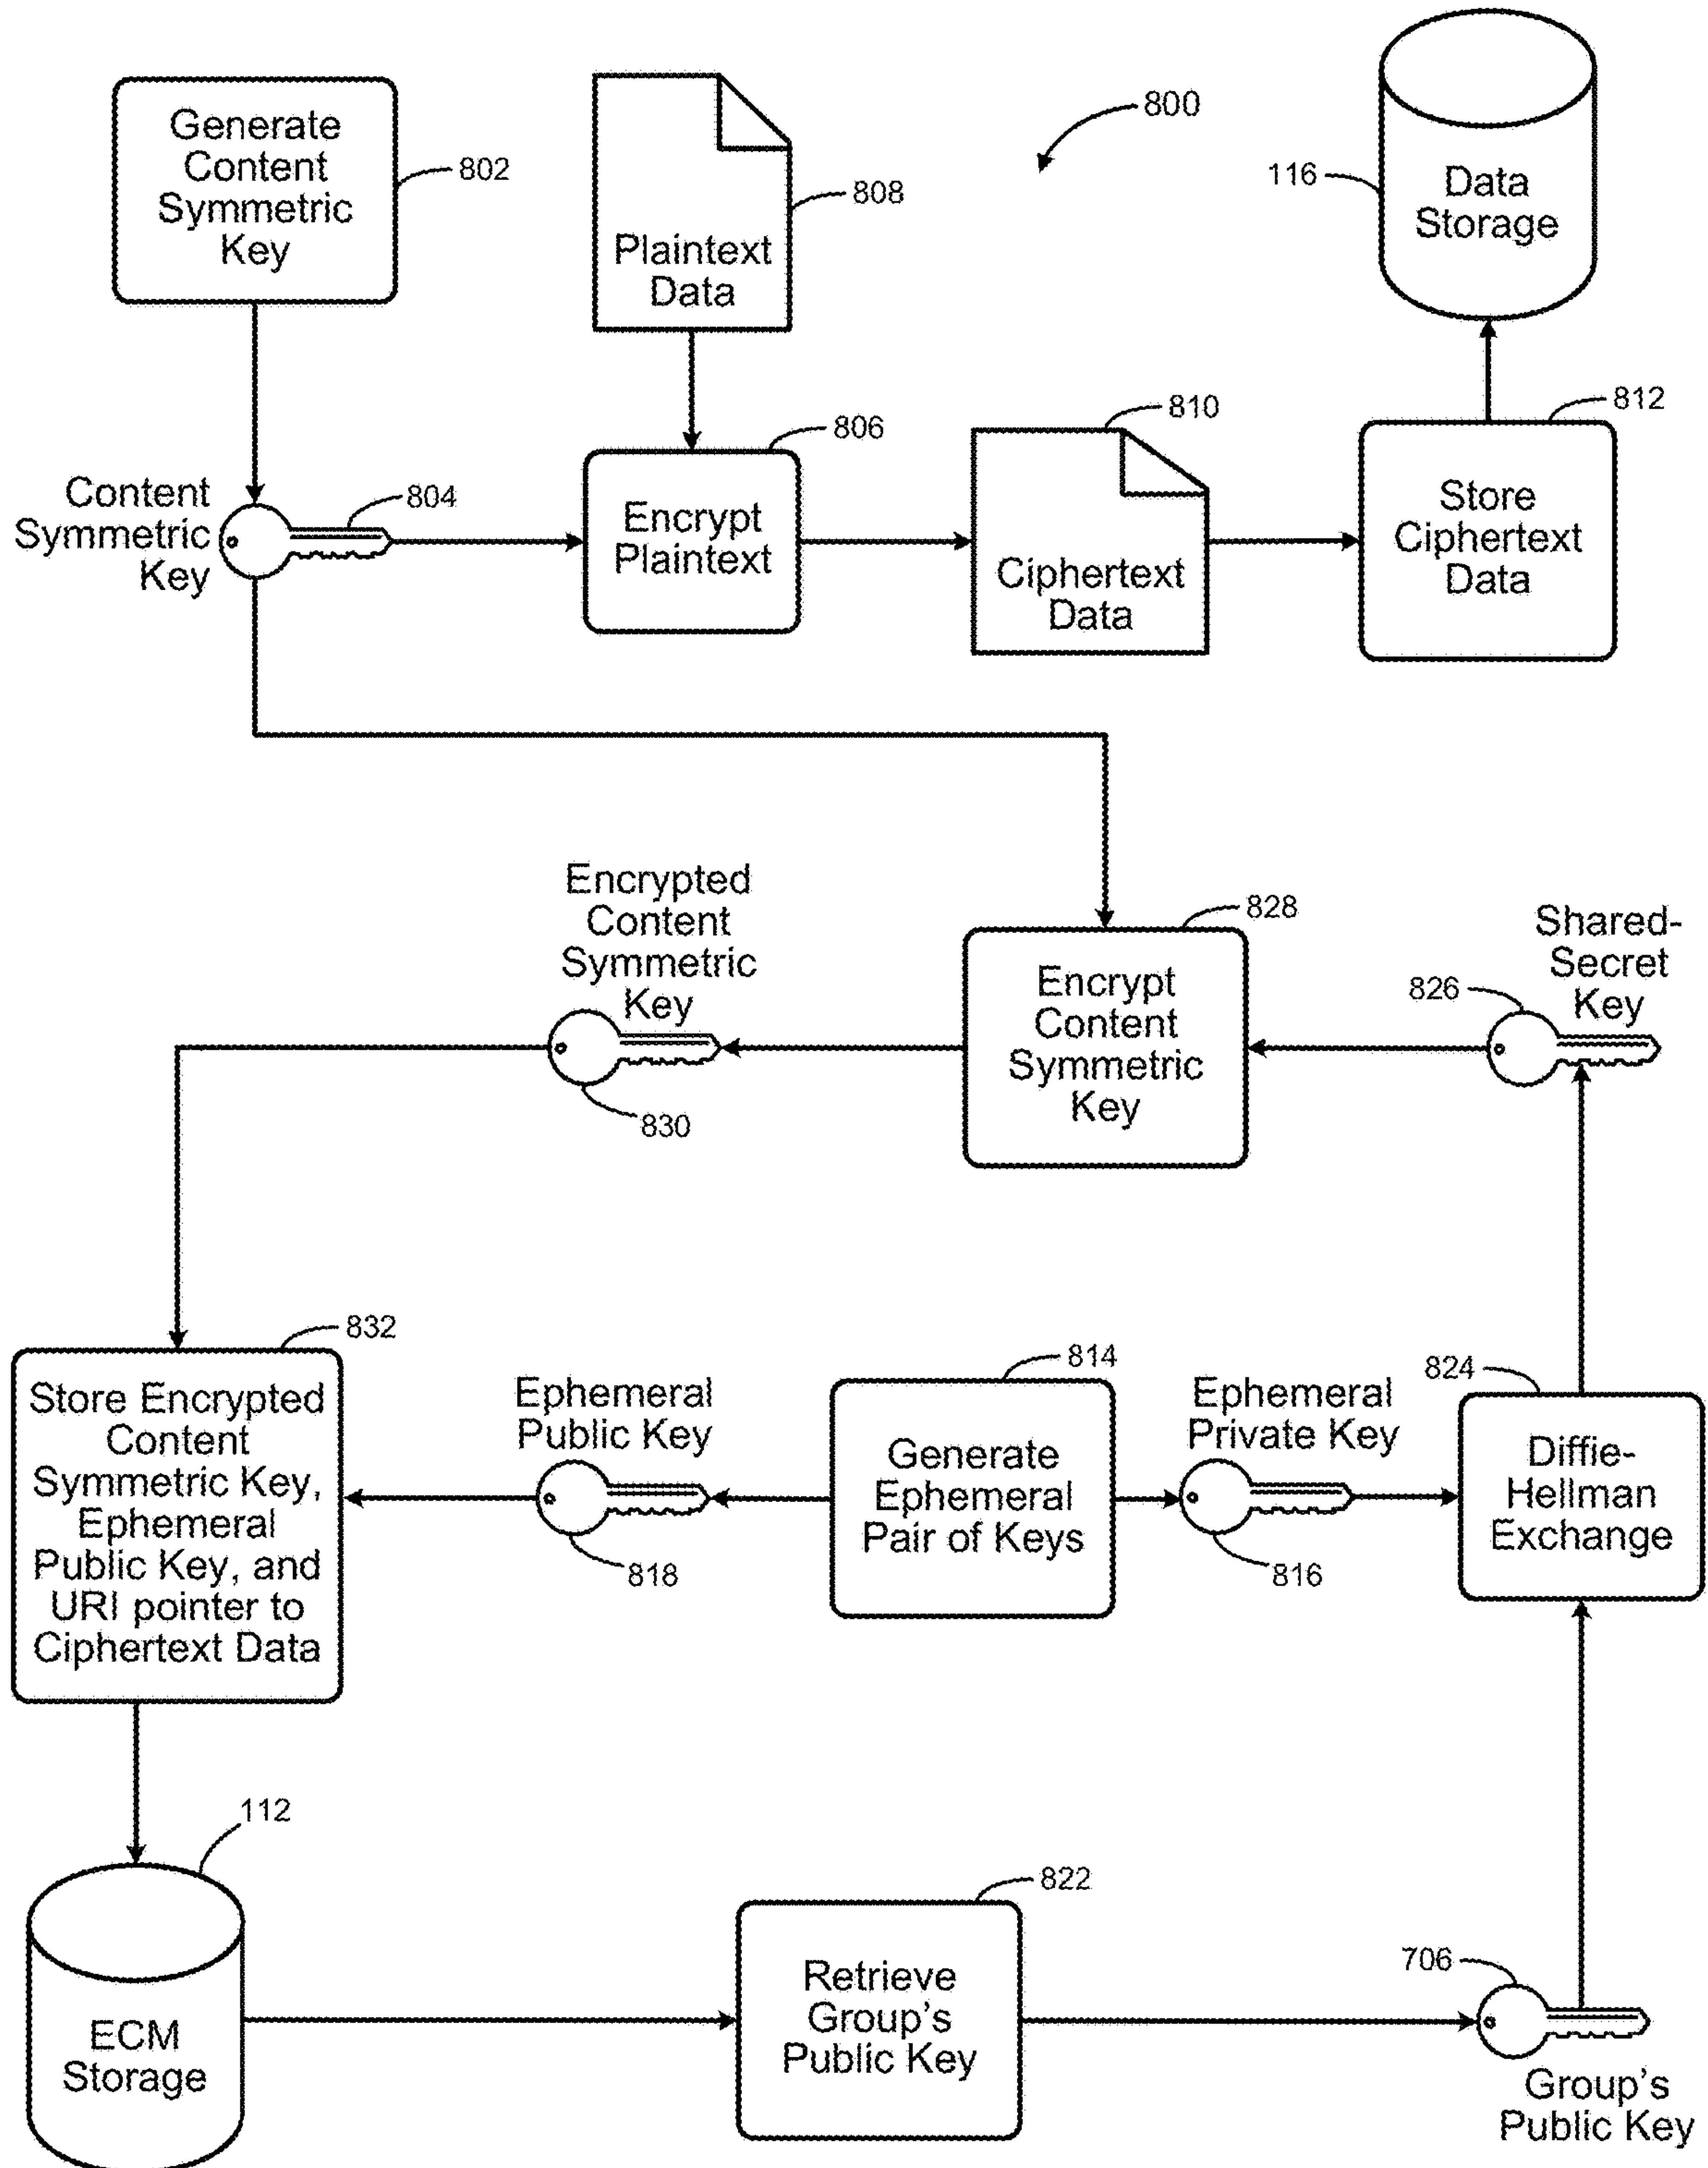 Generate
Content
Symmetric
Key
802
Plaintext
Data
808
800
116
Data
Storage
Content
Symmetric
Key
804
806
Encrypt
Plaintext
810
Ciphertext
Data
812
Store
Ciphertext
Data
Encrypted
Content
Symmetric
Key
830
828
Encrypt
Content
Symmetric
Key
826
Shared-
Secret
Key
832
Store Encrypted
Content
Symmetric Key,
Ephemeral
Public Key, and
URI pointer to
Ciphertext Data
Ephemeral
Public Key
818
814
Generate
Ephemeral
Pair of Keys
Ephemeral
Private Key
816
824
Diffie-
Hellman
Exchange
112
ECM
Storage
822
Retrieve
Group's
Public Key
706
Group's
Public Key